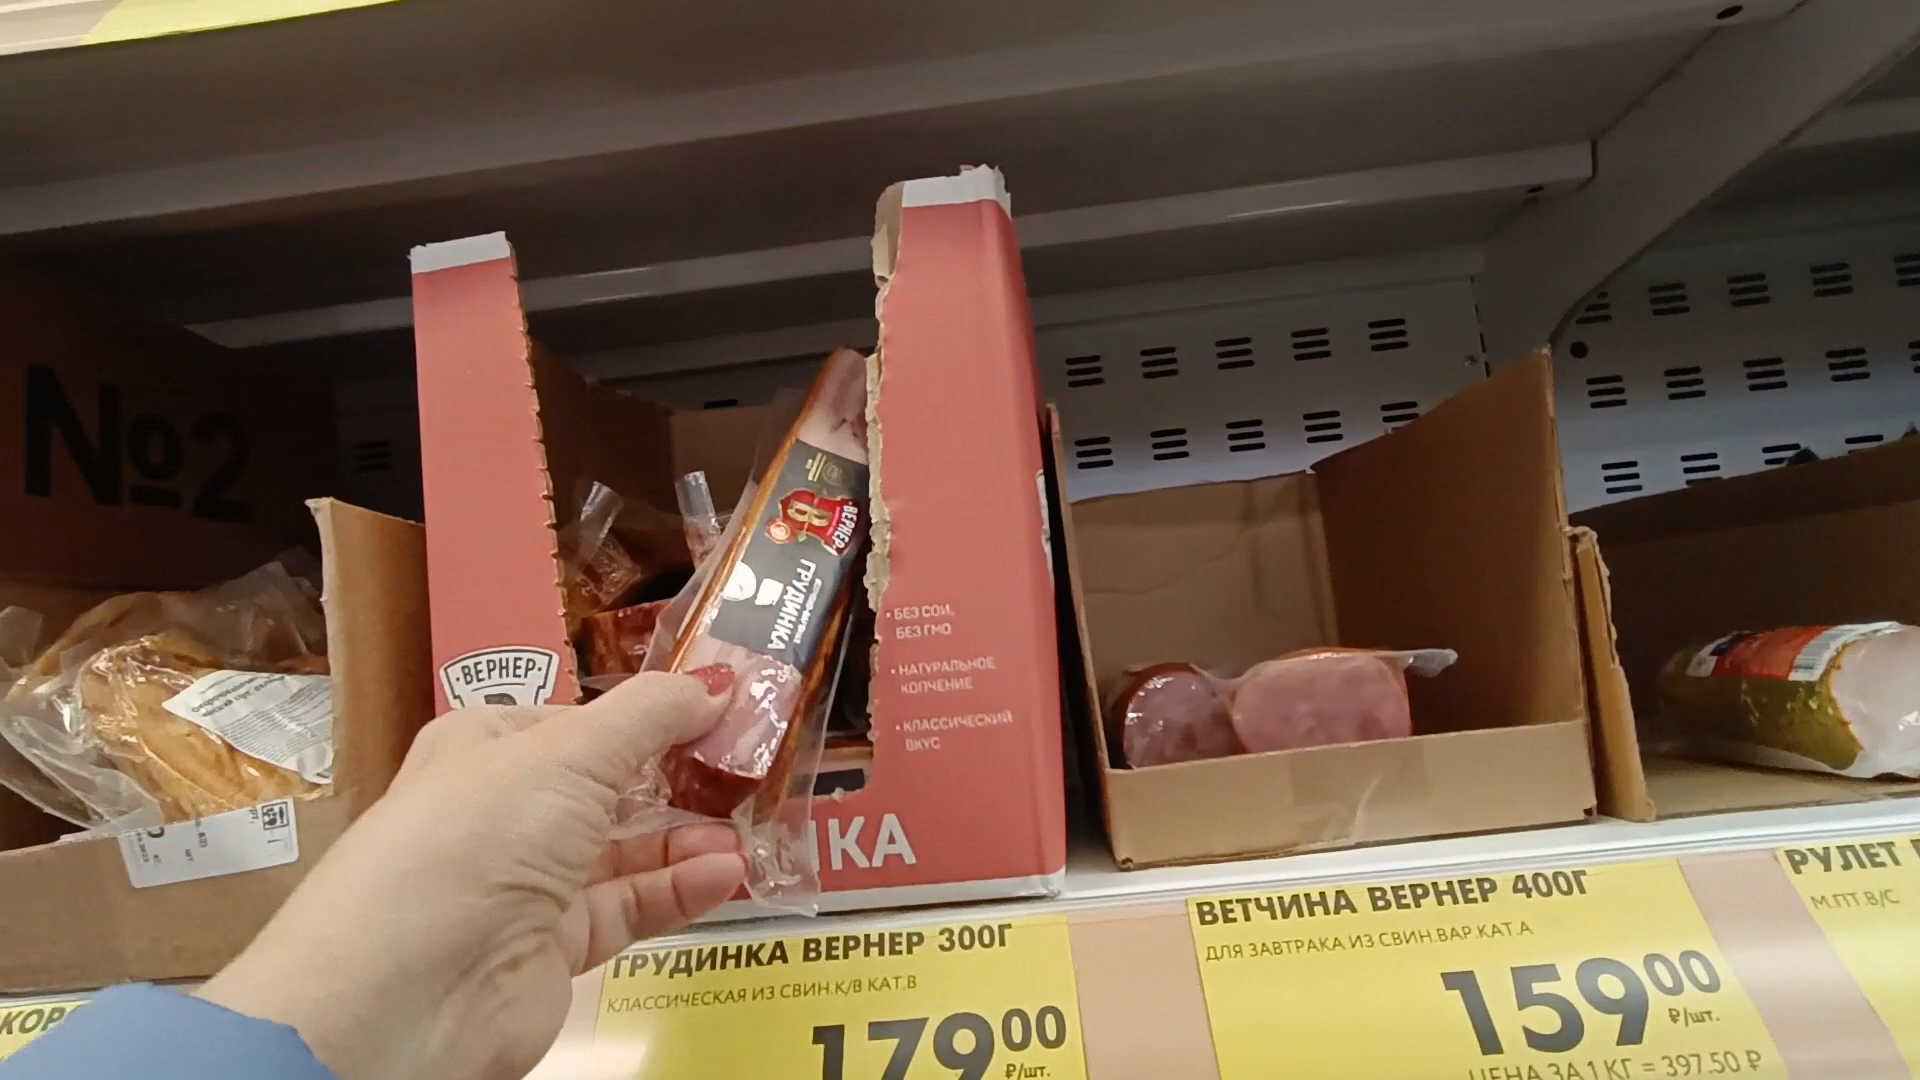 №2
ВЕРНЕР
ВЕРНЕР
ГРУДИНКА
• БЕЗ СОИ,
БЕЗ ГМО
• НАТУРАЛЬНОЕ
КОПЧЕНИЕ
• КЛАССИЧЕСКИЙ
ВКУС
НКА
ГРУДИНКА ВЕРНЕР 300Г
КЛАССИЧЕСКАЯ ИЗ СВИН.К/В КАТ.В
179 00
₽/шт.
ВЕТЧИНА ВЕРНЕР 400Г
ДЛЯ ЗАВТРАКА ИЗ СВИН.ВАР.КАТ.А
159 00
₽/шт.
ЦЕНА ЗА 1 КГ = 397.50 ₽
РУЛЕТ
М.ПТ.В/С